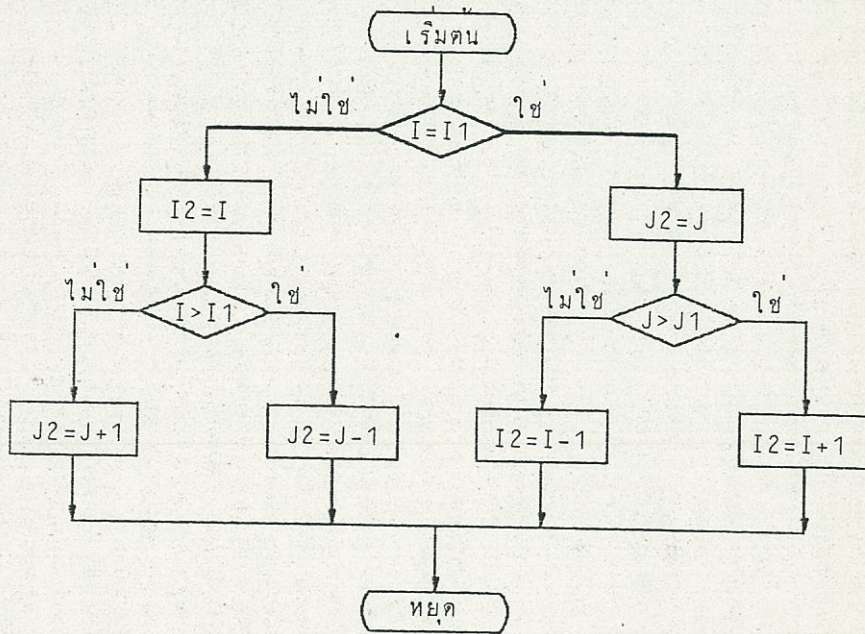 เริ่มต้น
ไม่ใช่
ใช่
I=I1
I2=I
J2=J
ไม่ใช่
ใช่
I>I1
ไม่ใช่
ใช่
J>J1
J2=J+1
J2=J-1
I2=I-1
I2=I+1
หยุด